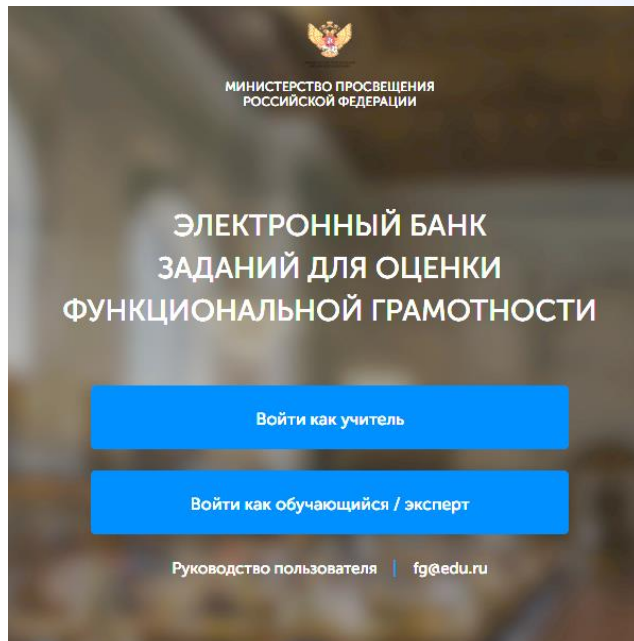 МИНИСТЕРСТВО ПРОСВЕЩЕНИЯ
РОССИЙСКОЙ ФЕДЕРАЦИИ
ЭЛЕКТРОННЫЙ БАНК
ЗАДАНИЙ ДЛЯ ОЦЕНКИ
ФУНКЦИОНАЛЬНОЙ ГРАМОТНОСТИ
Войти как учитель
Войти как обучающийся / эксперт
Руководство пользователя | fg@edu.ru